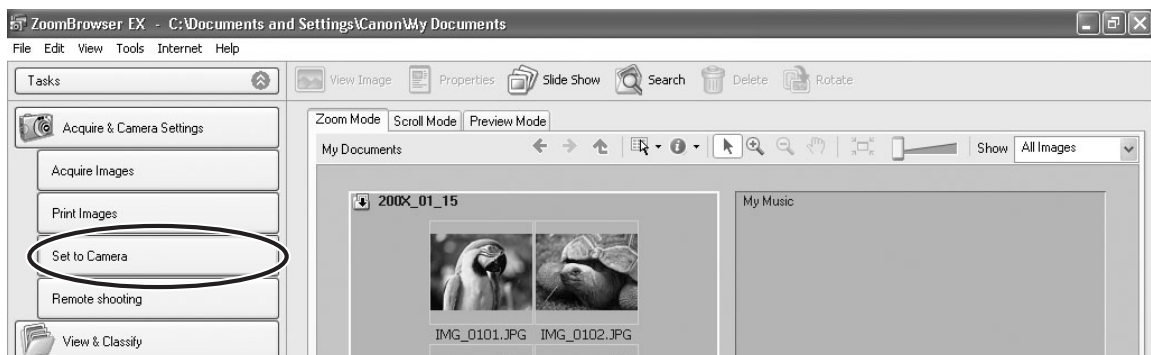 ZoomBrowser EX - C:\Documents and Settings\Canon\My Documents
File Edit View Tools Internet Help
Tasks
View Image Properties Slide Show Search Delete Rotate
Acquire & Camera Settings
Acquire Images
Print Images
Set to Camera
Remote shooting
View & Classify
Zoom Mode Scroll Mode Preview Mode
My Documents
Show All Images
200X_01_15
My Music
IMG_0101.JPG IMG_0102.JPG